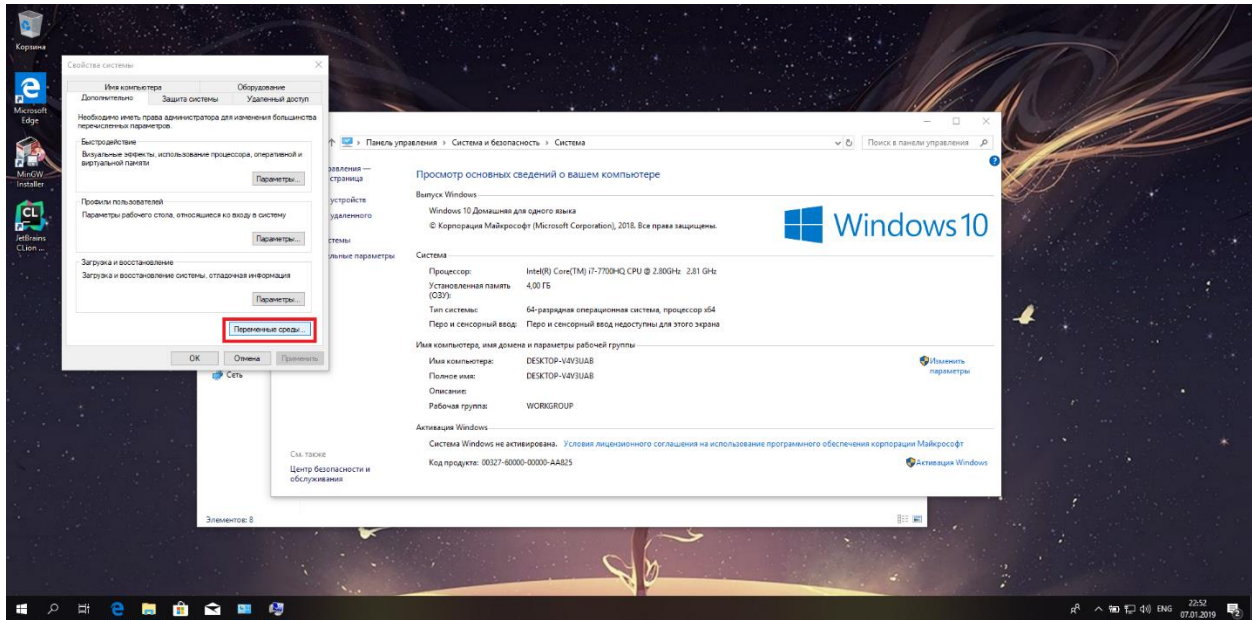 Корзина
Microsoft
Edge
MinGW
Installer
JetBrains
CLion ...
Свойства системы
Имя компьютера
Оборудование
Дополнительно
Защита системы
Удаленный доступ
Необходимо иметь права администратора для изменения большинства
перечисленных параметров.
Быстродействие
Визуальные эффекты, использование процессора, оперативной и
виртуальной памяти
Параметры...
Профили пользователей
Параметры рабочего стола, относящиеся ко входу в систему
Параметры...
Загрузка и восстановление
Загрузка и восстановление системы, отладочная информация
Параметры...
Переменные среды...
OK
Отмена
Применить
Сеть
Элементов: 8
Панель управления
Система и безопасность
Система
Поиск в панели управления
страница
устройств
удаленного
Просмотр основных сведений о вашем компьютере
Выпуск Windows
Windows 10 Домашняя для одного языка
© Корпорация Майкрософт (Microsoft Corporation), 2018. Все права защищены.
Windows 10
Система
Процессор: Intel(R) Core(TM) i7-7700HQ CPU @ 2.80GHz 2.81 GHz
Установленная память
(ОЗУ): 4,00 ГБ
Тип системы: 64-разрядная операционная система, процессор x64
Перо и сенсорный ввод: Перо и сенсорный ввод недоступны для этого экрана
Имя компьютера, имя домена и параметры рабочей группы
Имя компьютера: DESKTOP-V4V3UAB
Изменить
параметры
Полное имя: DESKTOP-V4V3UAB
Описание:
Рабочая группа: WORKGROUP
Активация Windows
Система Windows не активирована. Условия лицензионного соглашения на использование программного обеспечения корпорации Майкрософт
Код продукта: 00327-60000-00000-AA825
Активация Windows
См. также
Центр безопасности и
обслуживания
ENG
22:52
07.01.2019